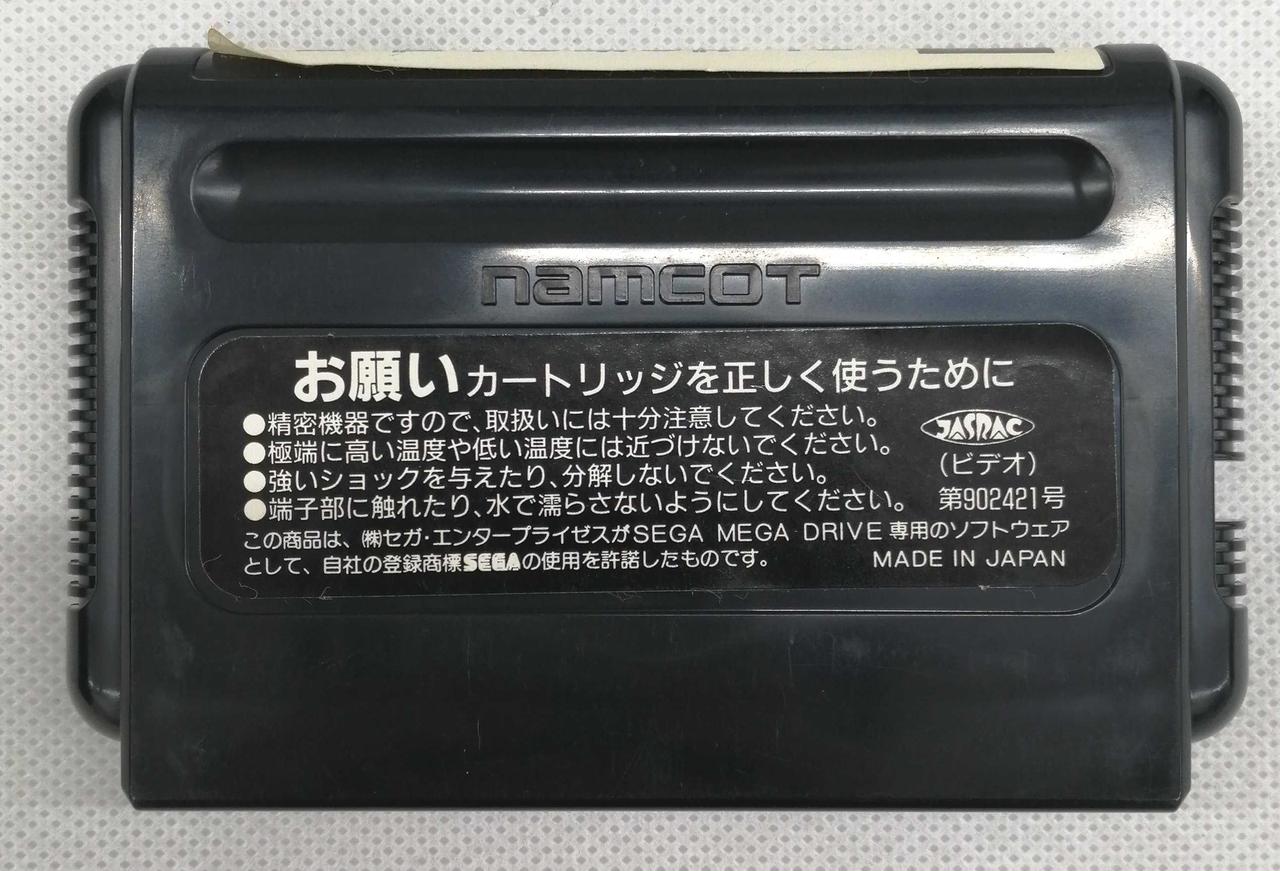 namcot
お願い カートリッジを正しく使うために
●精密機器ですので、取扱いには十分注意してください。
●極端に高い温度や低い温度には近づけないでください。
●強いショックを与えたり、分解しないでください。
●端子部に触れたり、水で濡らさないようにしてください。
JASRAC
(ビデオ)
第902421号
この商品は、㈱セガ・エンタープライゼスがSEGA MEGA DRIVE 専用のソフトウェア
として、自社の登録商標SEGAの使用を許諾したものです。
MADE IN JAPAN